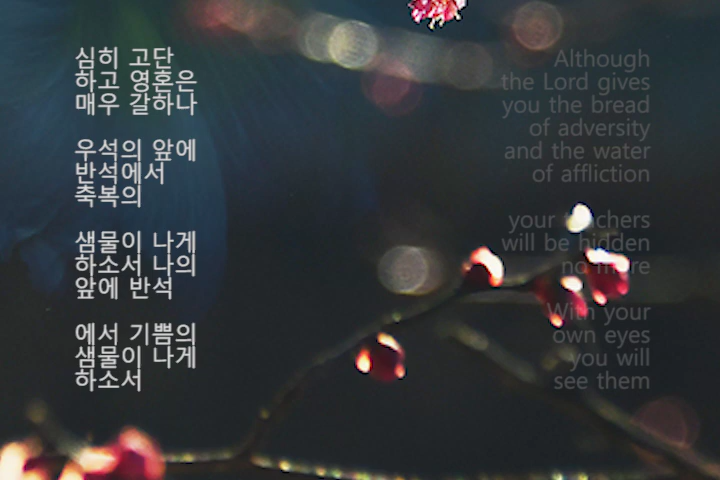 심히 고단
하고 영혼은
매우 갈하나
우석의 앞에
반석에서
축복의
샘물이 나게
하소서 나의
앞에 반석
에서 기쁨의
샘물이 나게
하소서
Although
the Lord gives
you the bread
of adversity
and the water
of affliction
your
will be hidden
no
With your
own eyes
you will
see them